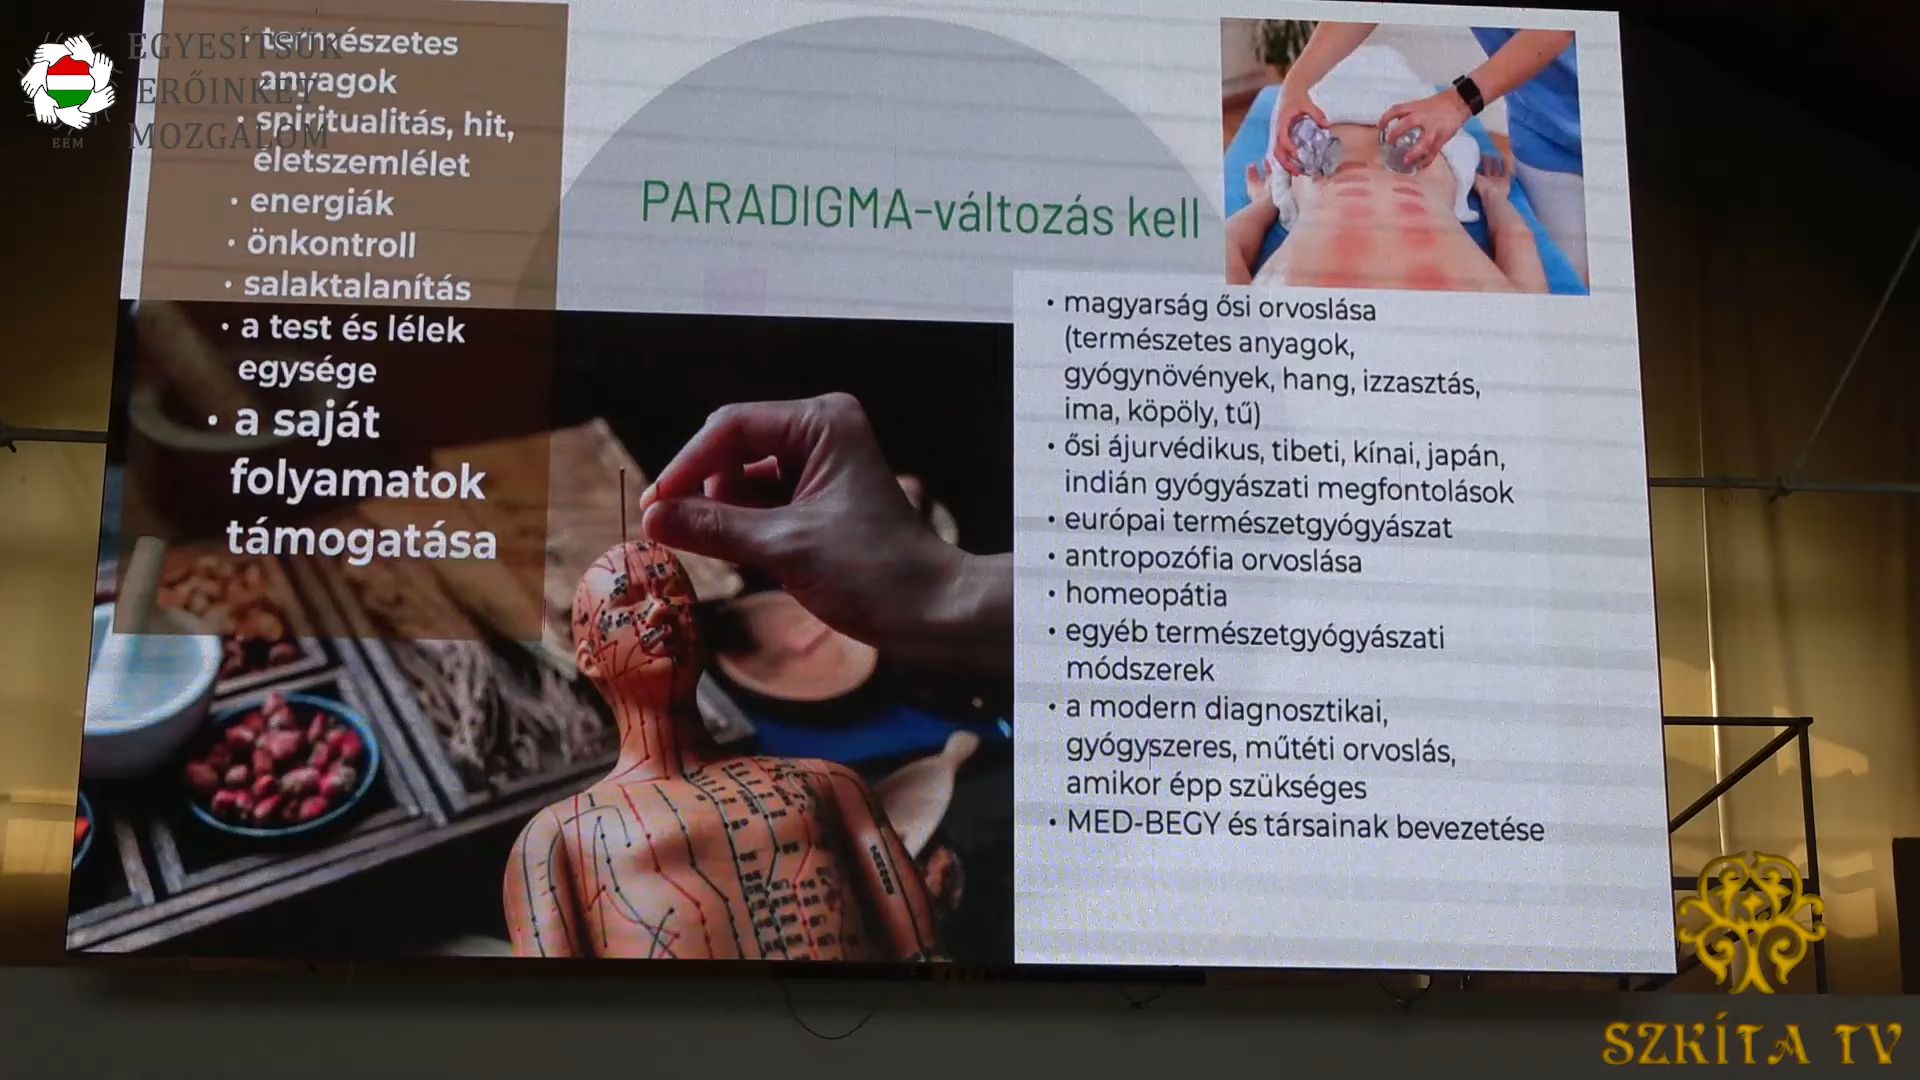 EGYESÍTSÜK
ERŐINKET
MOZGALOM
EEM
természetes
anyagok
• spiritualitás, hit,
életszemlélet
• energiák
• önkontroll
• salaktalanítás
• a test és lélek
egysége
• a saját
folyamatok
támogatása
PARADIGMA-változás kell
• magyarság ősi orvoslása
(természetes anyagok,
gyógynövények, hang, izzasztás,
ima, köpöly, tű)
• ősi ájurvédikus, tibeti, kínai, japán,
indián gyógyászati megfontolások
• európai természetgyógyászat
• antropozófia orvoslása
• homeopátia
• egyéb természetgyógyászati
módszerek
• a modern diagnosztikai,
gyógyszeres, műtéti orvoslás,
amikor épp szükséges
• MED-BEGY és társainak bevezetése
SZKÍTA TV